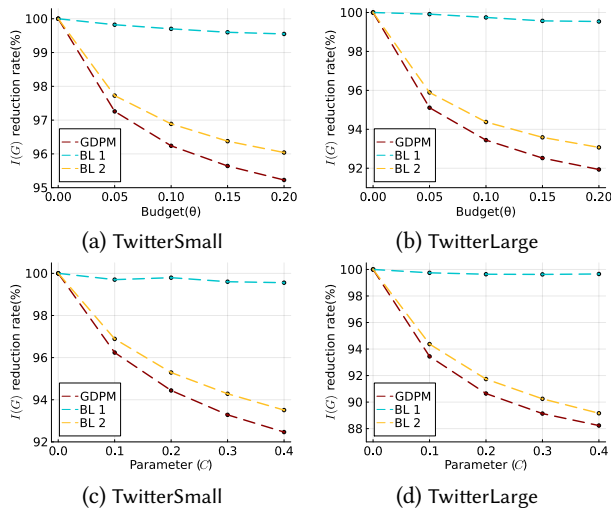 I(G) reduction rate(%)
100
99
98
97
96
95
GDPM
BL 1
BL 2
0.00 0.05 0.10 0.15 0.20
Budget(θ)
(a) TwitterSmall
I(G) reduction rate(%)
100
98
96
94
92
GDPM
BL 1
BL 2
0.00 0.05 0.10 0.15 0.20
Budget(θ)
(b) TwitterLarge
I(G) reduction rate(%)
100
98
96
94
92
GDPM
BL 1
BL 2
0.0 0.1 0.2 0.3 0.4
Parameter (C)
(c) TwitterSmall
I(G) reduction rate(%)
100
98
96
94
92
90
88
GDPM
BL 1
BL 2
0.0 0.1 0.2 0.3 0.4
Parameter (C)
(d) TwitterLarge